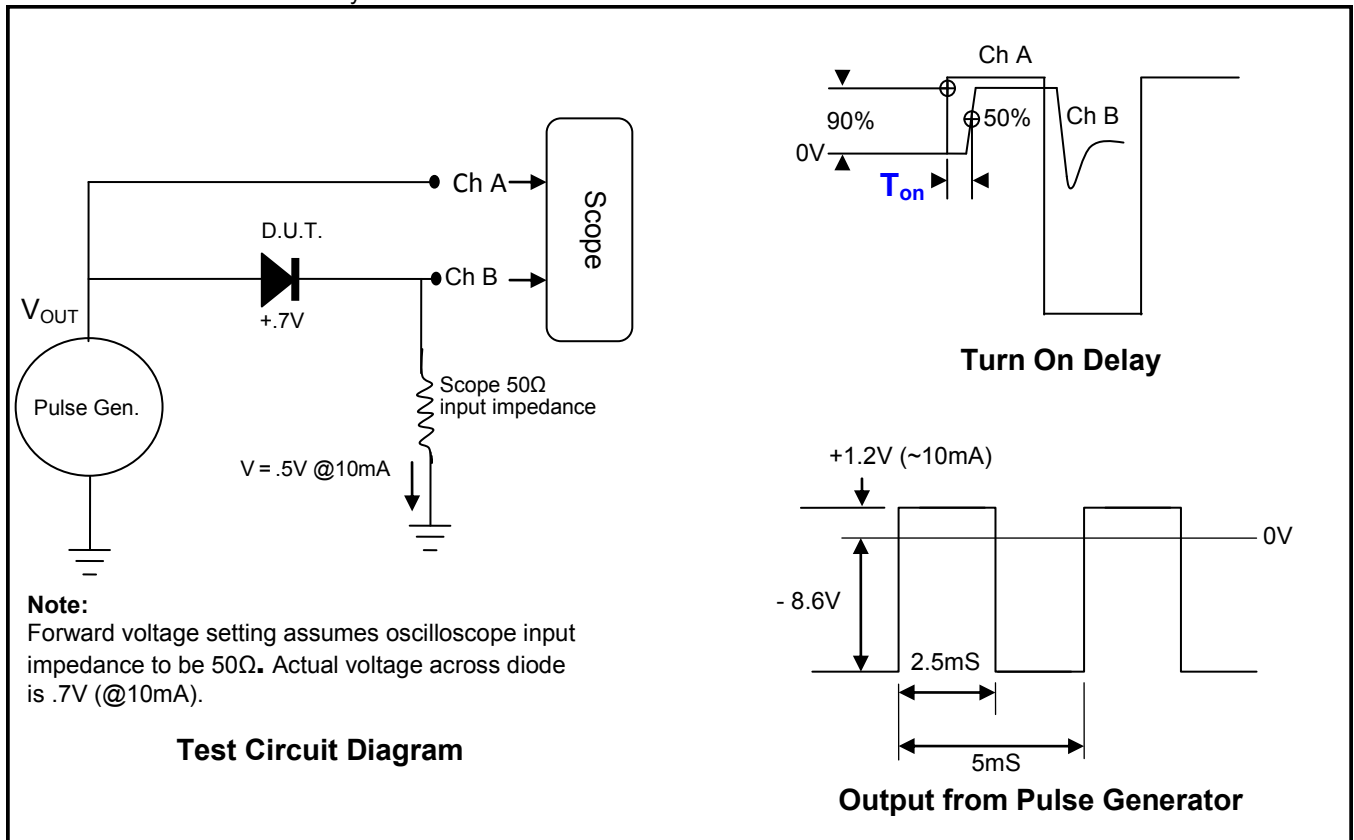 Ch A
Ch B
Scope
D.U.T.
+.7V
VOUT
Pulse Gen.
Scope 50Ω
input impedance
V = .5V @10mA
Note:
Forward voltage setting assumes oscilloscope input
impedance to be 50Ω. Actual voltage across diode
is .7V (@10mA).
Test Circuit Diagram
Ch A
90%
50%
Ch B
0V
Ton
Turn On Delay
+1.2V (~10mA)
0V
- 8.6V
2.5mS
5mS
Output from Pulse Generator